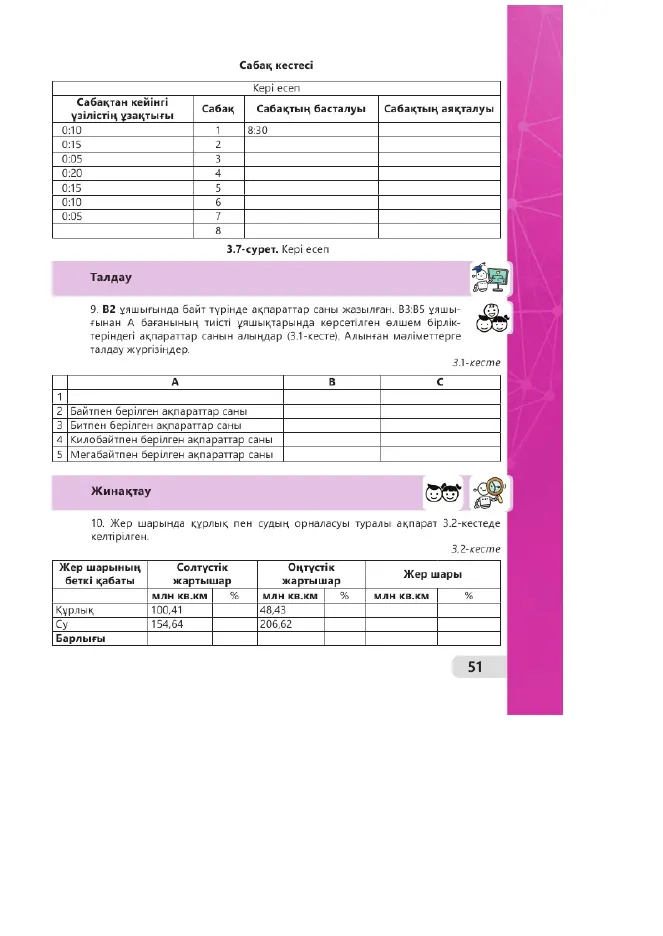 Сабақ кестесі
Кері есеп
Сабақтан кейінгі үзілістің ұзақтығы Сабақ Сабақтың басталуы Сабақтың аяқталуы
0:10 1 8:30
0:15 2
0:05 3
0:20 4
0:15 5
0:10 6
0:05 7
8
3.7-сурет. Кері есеп
Талдау
9. В2 ұяшығында байт түрінде ақпараттар саны жазылған. В3:В5 ұяшы-
ғынан А бағанының тиісті ұяшықтарында көрсетілген өлшем бірлік-
теріндегі ақпараттар санын алыңдар (3.1-кесте). Алынған мәліметтерге
талдау жүргізіңдер.
3.1-кесте
А В С
1
2 Байтпен берілген ақпараттар саны
3 Битпен берілген ақпараттар саны
4 Килобайтпен берілген ақпараттар саны
5 Мегабайтпен берілген ақпараттар саны
Жинақтау
10. Жер шарында құрлық пен судың орналасуы туралы ақпарат 3.2-кестеде
келтірілген.
3.2-кесте
Жер шарының беткі қабаты Солтүстік жартышар Оңтүстік жартышар Жер шары
млн кв.км % млн кв.км % млн кв.км %
Құрлық 100,41 48,43
Су 154,64 206,62
Барлығы
51